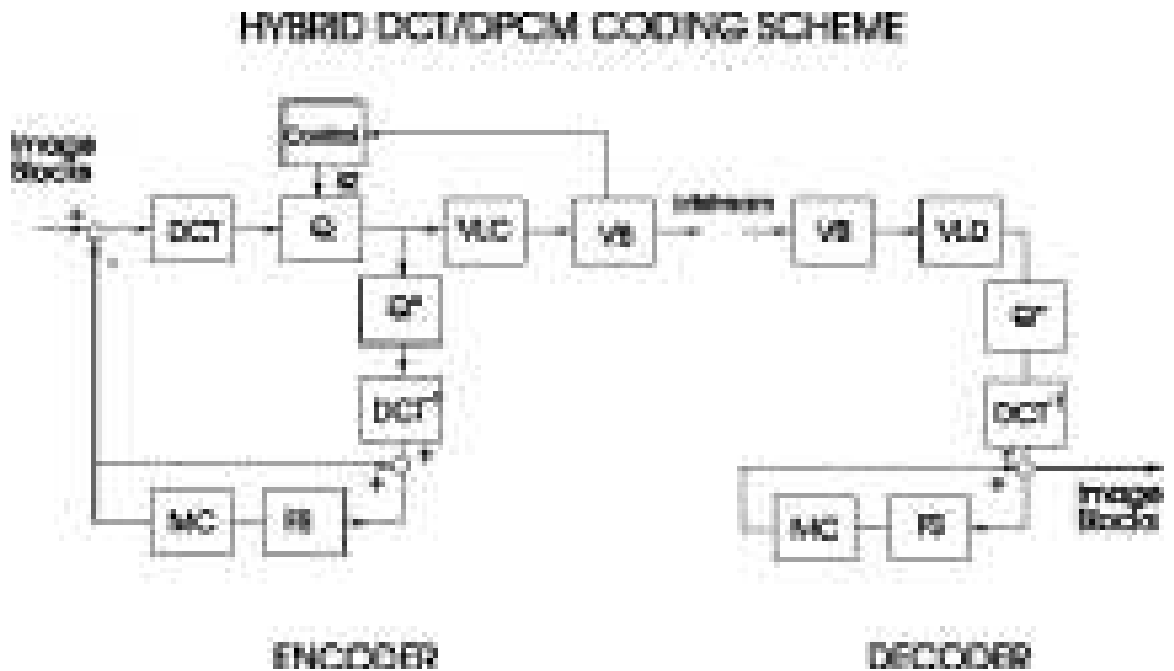 HYBRID DCT/DPCM CODING SCHEME
Image
Blocks
Control
+
DCT
Q
VLC
VB
bitstream
VB
VLD
-
DCT
DCT
+
+
+
+
MC
FS
MC
FS
Image
Blocks
ENCODER
DECODER